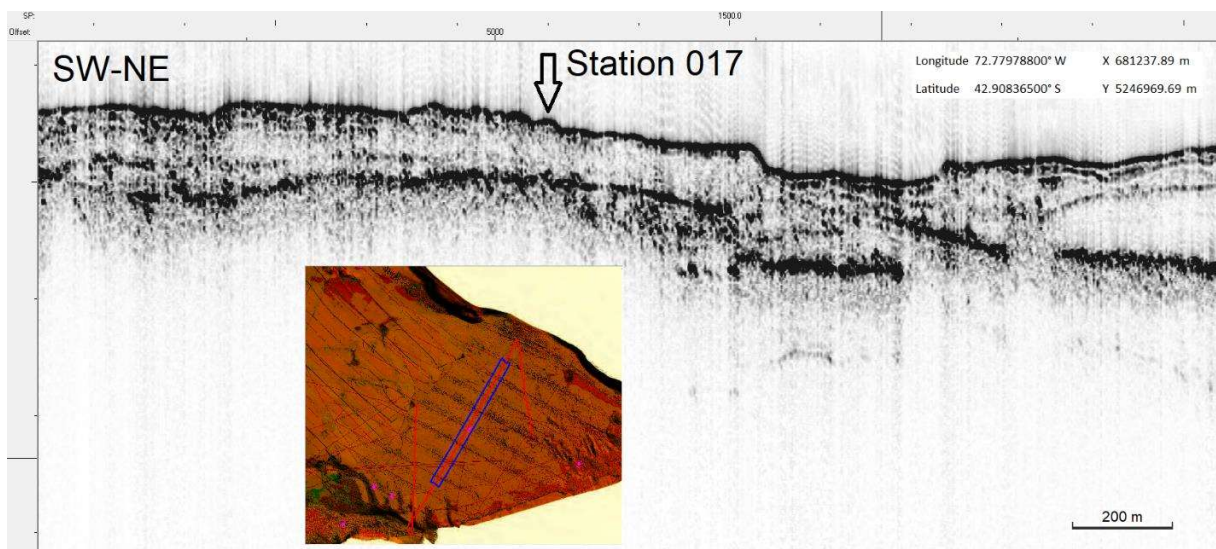 SP: 1500.0
Offset: 5000
SW-NE
Station 017
Longitude 72.77978800° W X 681237.89 m
Latitude 42.90836500° S Y 5246969.69 m
200 m